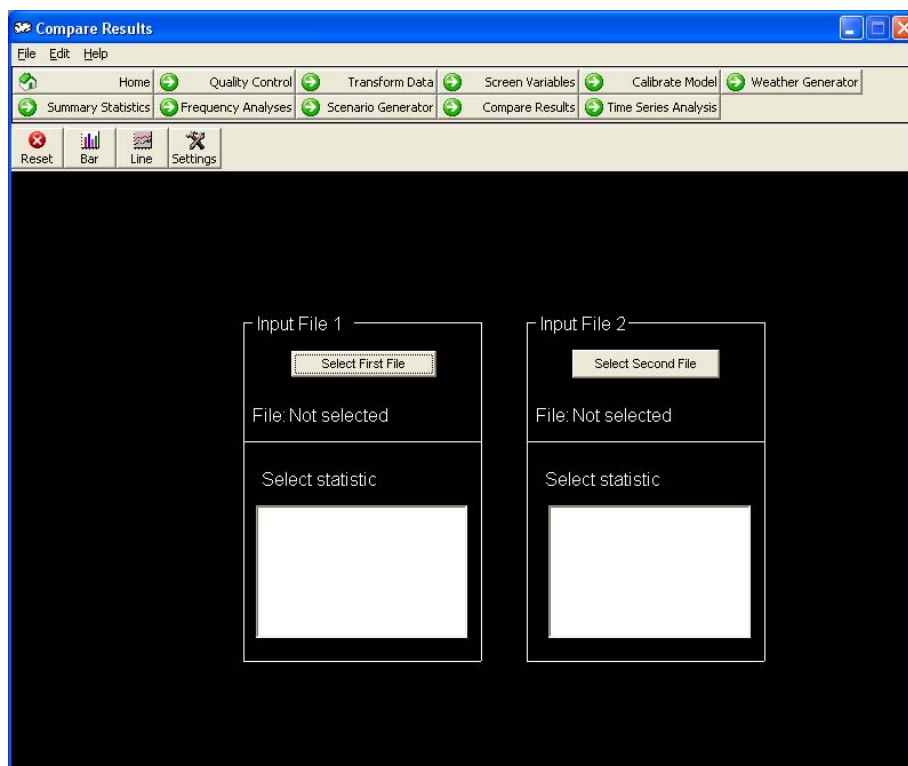 Compare Results
File Edit Help
Home Quality Control Transform Data Screen Variables Calibrate Model Weather Generator
Summary Statistics Frequency Analyses Scenario Generator Compare Results Time Series Analysis
Reset Bar Line Settings
Input File 1 Input File 2
Select First File Select Second File
File: Not selected File: Not selected
Select statistic Select statistic